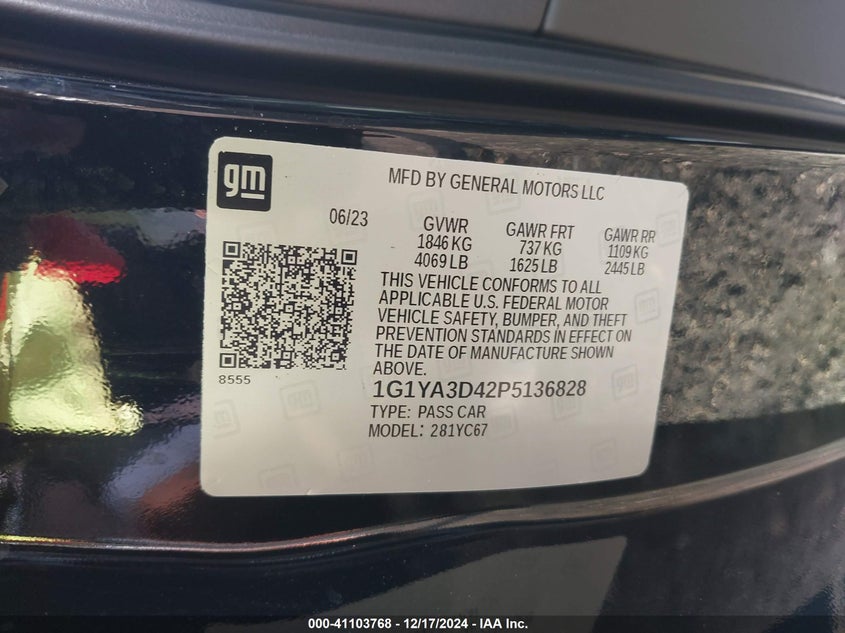 gm
MFD BY GENERAL MOTORS LLC
06/23
GVWR
1846 KG
4069 LB
GAWR FRT
737 KG
1625 LB
GAWR RR
1109 KG
2445 LB
THIS VEHICLE CONFORMS TO ALL
APPLICABLE U.S. FEDERAL MOTOR
VEHICLE SAFETY, BUMPER, AND THEFT
PREVENTION STANDARDS IN EFFECT ON
THE DATE OF MANUFACTURE SHOWN
ABOVE.
8555
1G1YA3D42P5136828
TYPE: PASS CAR
MODEL: 281YC67
000-41103768 - 12/17/2024 - IAA Inc.